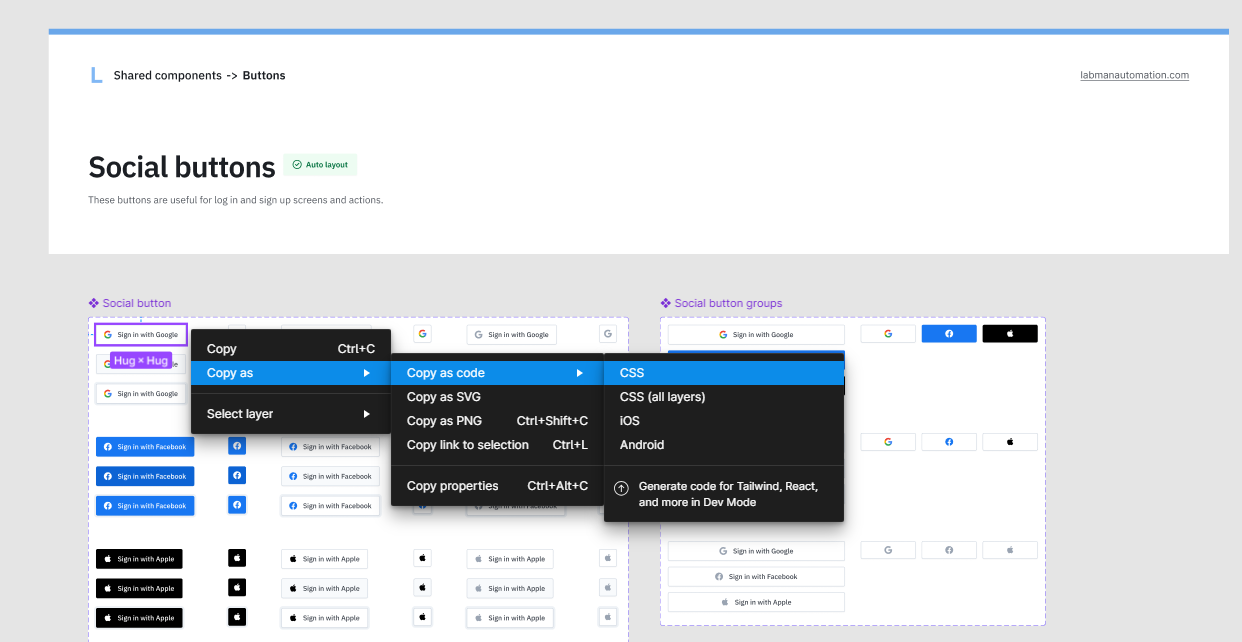 L Shared components -> Buttons
labmanautomation.com
Social buttons
Auto layout
These buttons are useful for log in and sign up screens and actions.
Social button
Social button groups
Sign in with Google
Sign in with Google
Sign in with Google
Hug × Hug
Sign in with Google
Copy Ctrl+C
Copy as
Select layer
Copy as code
Copy as SVG
Copy as PNG Ctrl+Shift+C
Copy link to selection Ctrl+L
Copy properties Ctrl+Alt+C
CSS
CSS (all layers)
iOS
Android
Generate code for Tailwind, React,
and more in Dev Mode
Sign in with Facebook
Sign in with Facebook
Sign in with Facebook
Sign in with Facebook
Sign in with Facebook
Sign in with Facebook
Sign in with Facebook
Sign in with Apple
Sign in with Apple
Sign in with Apple
Sign in with Apple
Sign in with Apple
Sign in with Apple
Sign in with Apple
Sign in with Apple
Sign in with Apple
Sign in with Google
Sign in with Facebook
Sign in with Apple